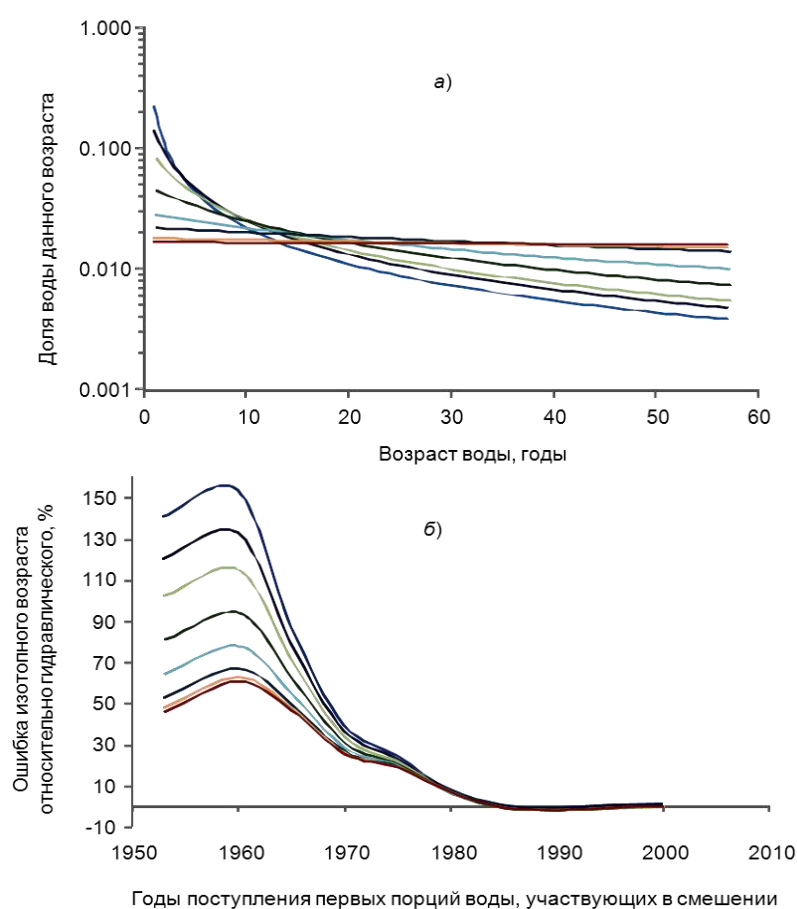 1.000
0.100
0.010
0.001
Доля воды данного возраста
а)
0 10 20 30 40 50 60
Возраст воды, годы
150
130
110
90
70
50
30
10
-10
Ошибка изотопного возраста
относительно гидравлического, %
б)
1950 1960 1970 1980 1990 2000 2010
Годы поступления первых порций воды, участвующих в смешении